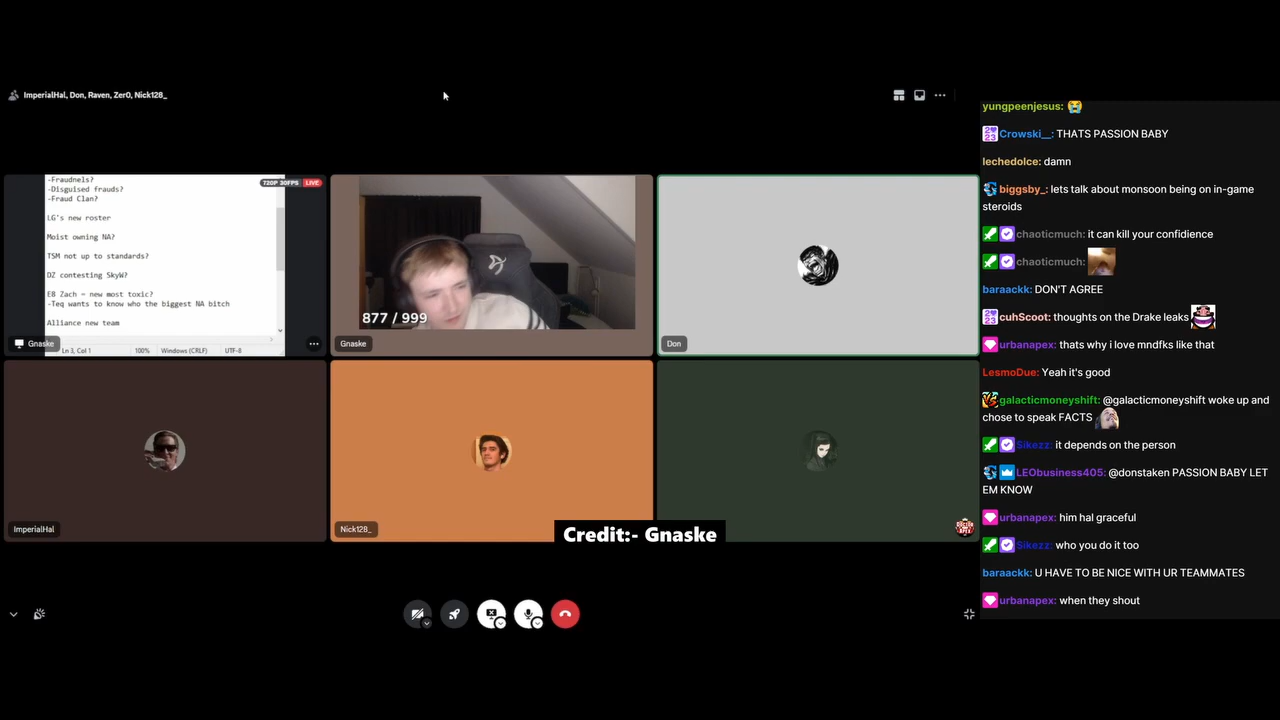 ImperialHal, Don, Raven, Zer0, Nick128_
-Fraudnels?
-Disguised frauds?
-Fraud Clan?
LG's new roster
Moist owning NA?
TSM not up to standards?
DZ contesting SkyW?
E8 Zach = new most toxic?
-Teq wants to know who the biggest NA bitch
Alliance new team
720P 30FPS LIVE
Gnaske
Ln 3, Col 1
100%
Windows (CRLF)
UTF-8
877 / 999
Gnaske
Don
ImperialHal
Nick128_
Credit:- Gnaske
yungpeenjesus:
Crowski__: THATS PASSION BABY
lechedolce: damn
biggsby_: lets talk about monsoon being on in-game
steroids
chaoticmuch: it can kill your confidience
chaoticmuch:
baraackk: DON'T AGREE
cuhScoot: thoughts on the Drake leaks
urbanapex: thats why i love mndfks like that
LesmoDue: Yeah it's good
galacticmoneyshift: @galacticmoneyshift woke up and
chose to speak FACTS
Sikezz: it depends on the person
LEObusiness405: @donstaken PASSION BABY LET
EM KNOW
urbanapex: him hal graceful
Sikezz: who you do it too
baraackk: U HAVE TO BE NICE WITH UR TEAMMATES
urbanapex: when they shout